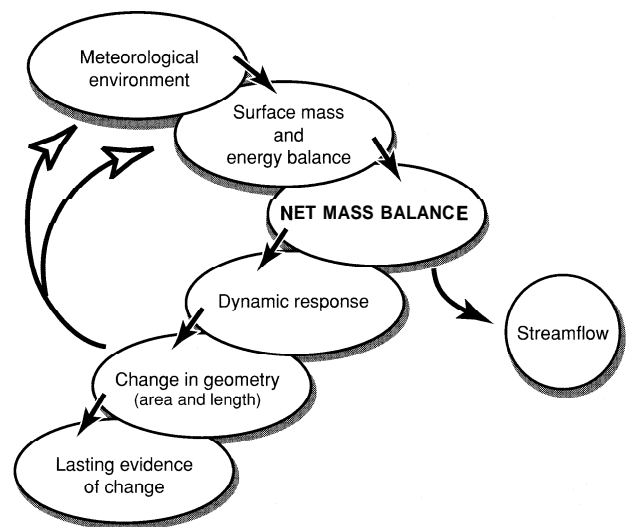 Meteorological
environment
Surface mass
and
energy balance
NET MASS BALANCE
Dynamic response
Streamflow
Change in geometry
(area and length)
Lasting evidence
of change